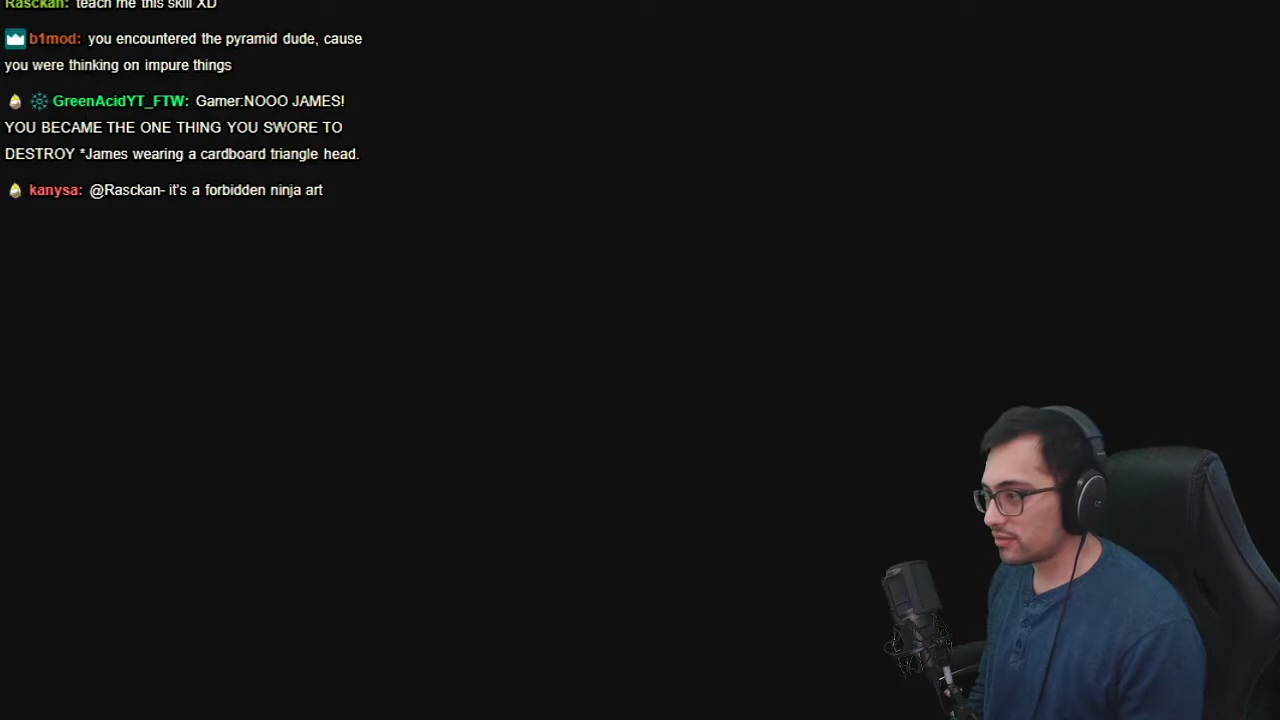 Rasckan: teach me this skill XD
b1mod: you encountered the pyramid dude, cause
you were thinking on impure things
GreenAcidYT_FTW: Gamer:NOOO JAMES!
YOU BECAME THE ONE THING YOU SWORE TO
DESTROY *James wearing a cardboard triangle head.
kanysa: @Rasckan- it's a forbidden ninja art